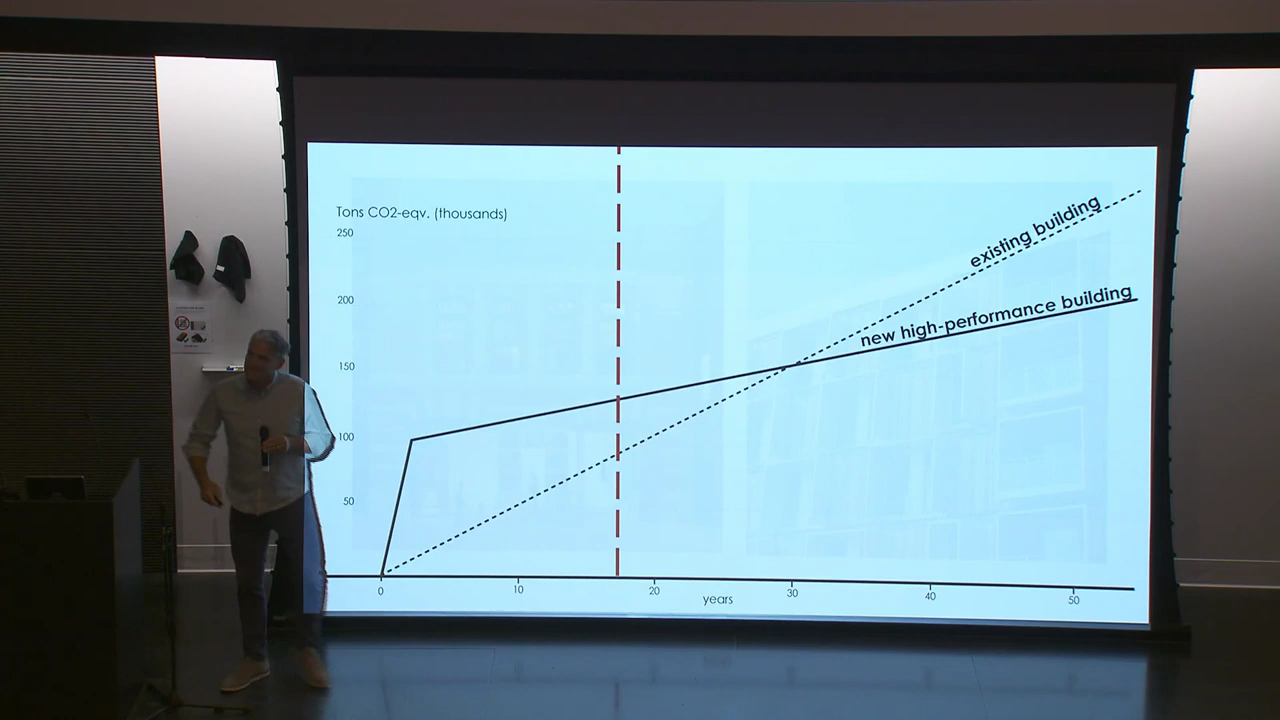 Tons CO2-eqv. (thousands)
250
200
150
100
50
existing building
new high-performance building
0
10
20
30
40
50
years